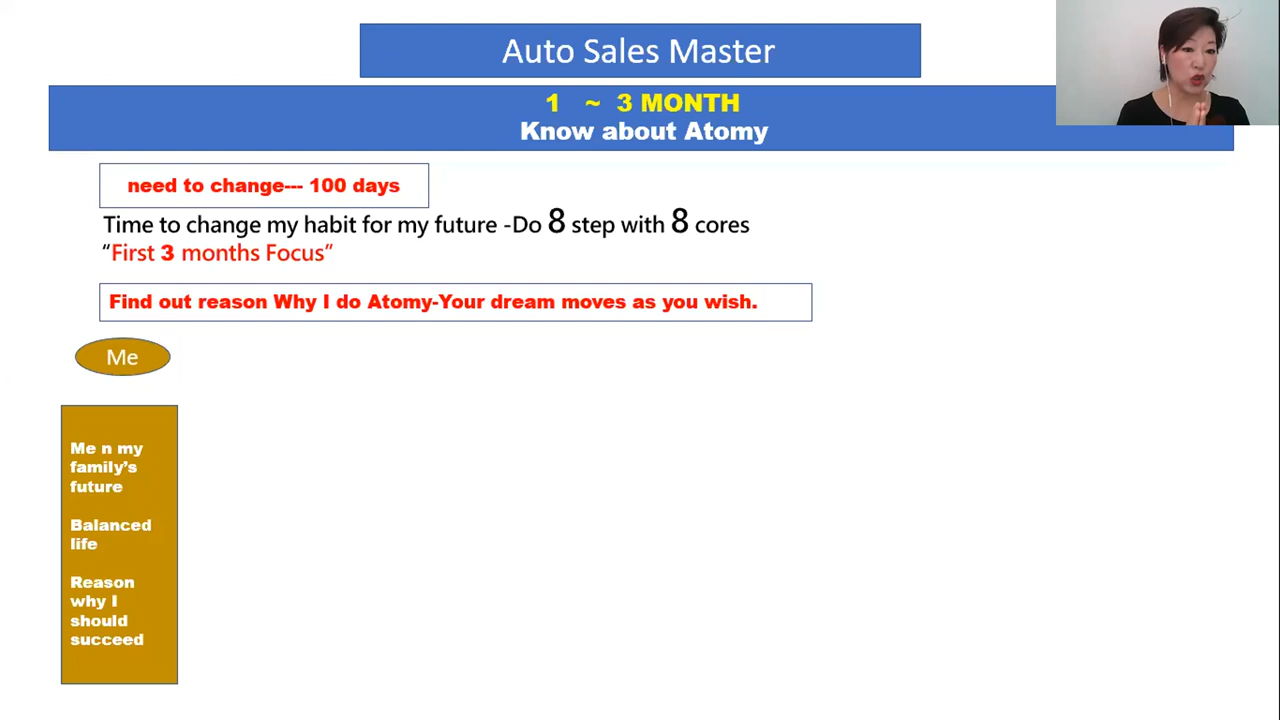 Auto Sales Master
1 ~ 3 MONTH
Know about Atomy
need to change--- 100 days
Time to change my habit for my future -Do 8 step with 8 cores
“First 3 months Focus”
Find out reason Why I do Atomy-Your dream moves as you wish.
Me
Me n my
family’s
future
Balanced
life
Reason
why I
should
succeed